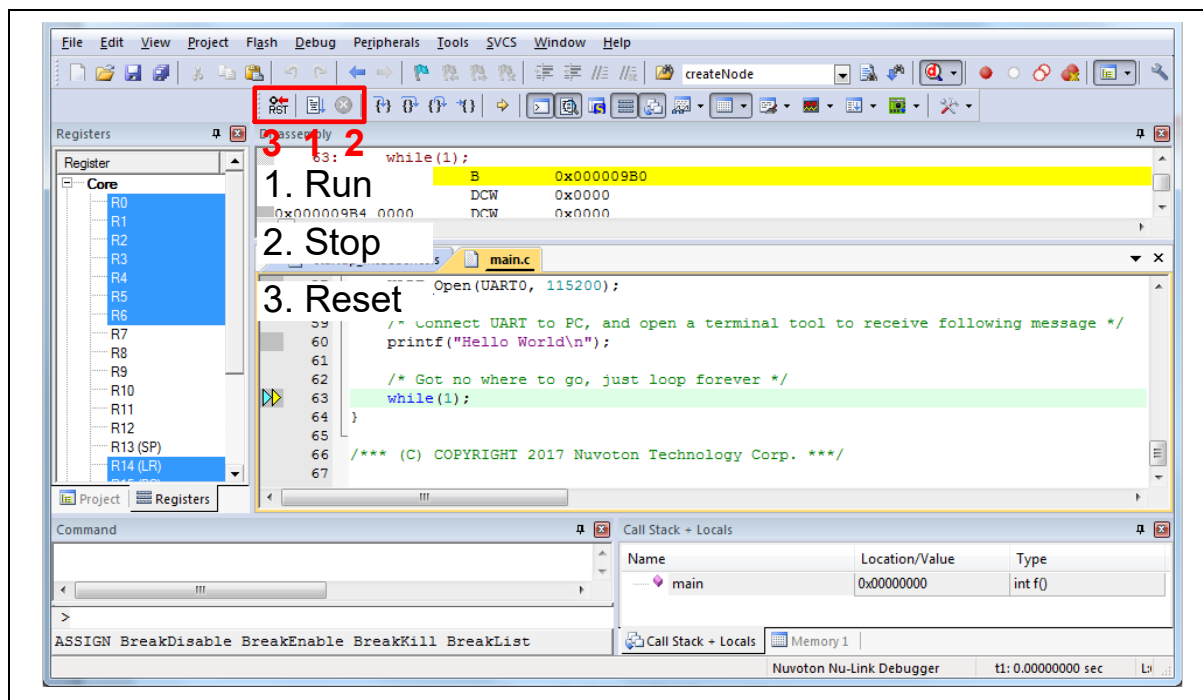 File Edit View Project Flash Debug Peripherals Tools SVCS Window Help
createNode
RST
3 1 2
Registers
Disassembly
Register
Core
R0
R1
R2
R3
R4
R5
R6
R7
R8
R9
R10
R11
R12
R13 (SP)
R14 (LR)
Project Registers
63: while(1);
1. Run
B 0x000009B0
DCW 0x0000
0x000009B4 0000 DCW 0x0000
2. Stop
main.c
Open(UART0, 115200);
3. Reset
59 /* Connect UART to PC, and open a terminal tool to receive following message */
60 printf("Hello World\n");
61
62 /* Got no where to go, just loop forever */
63 while(1);
64 }
65
66 /*** (C) COPYRIGHT 2017 Nuvoton Technology Corp. ***/
67
Command
>
ASSIGN BreakDisable BreakEnable BreakKill BreakList
Call Stack + Locals
Name Location/Value Type
main 0x00000000 int f()
Call Stack + Locals Memory 1
Nuvoton Nu-Link Debugger t1: 0.00000000 sec